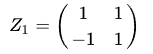 Z₁ = ( 1 1
−1 1 )